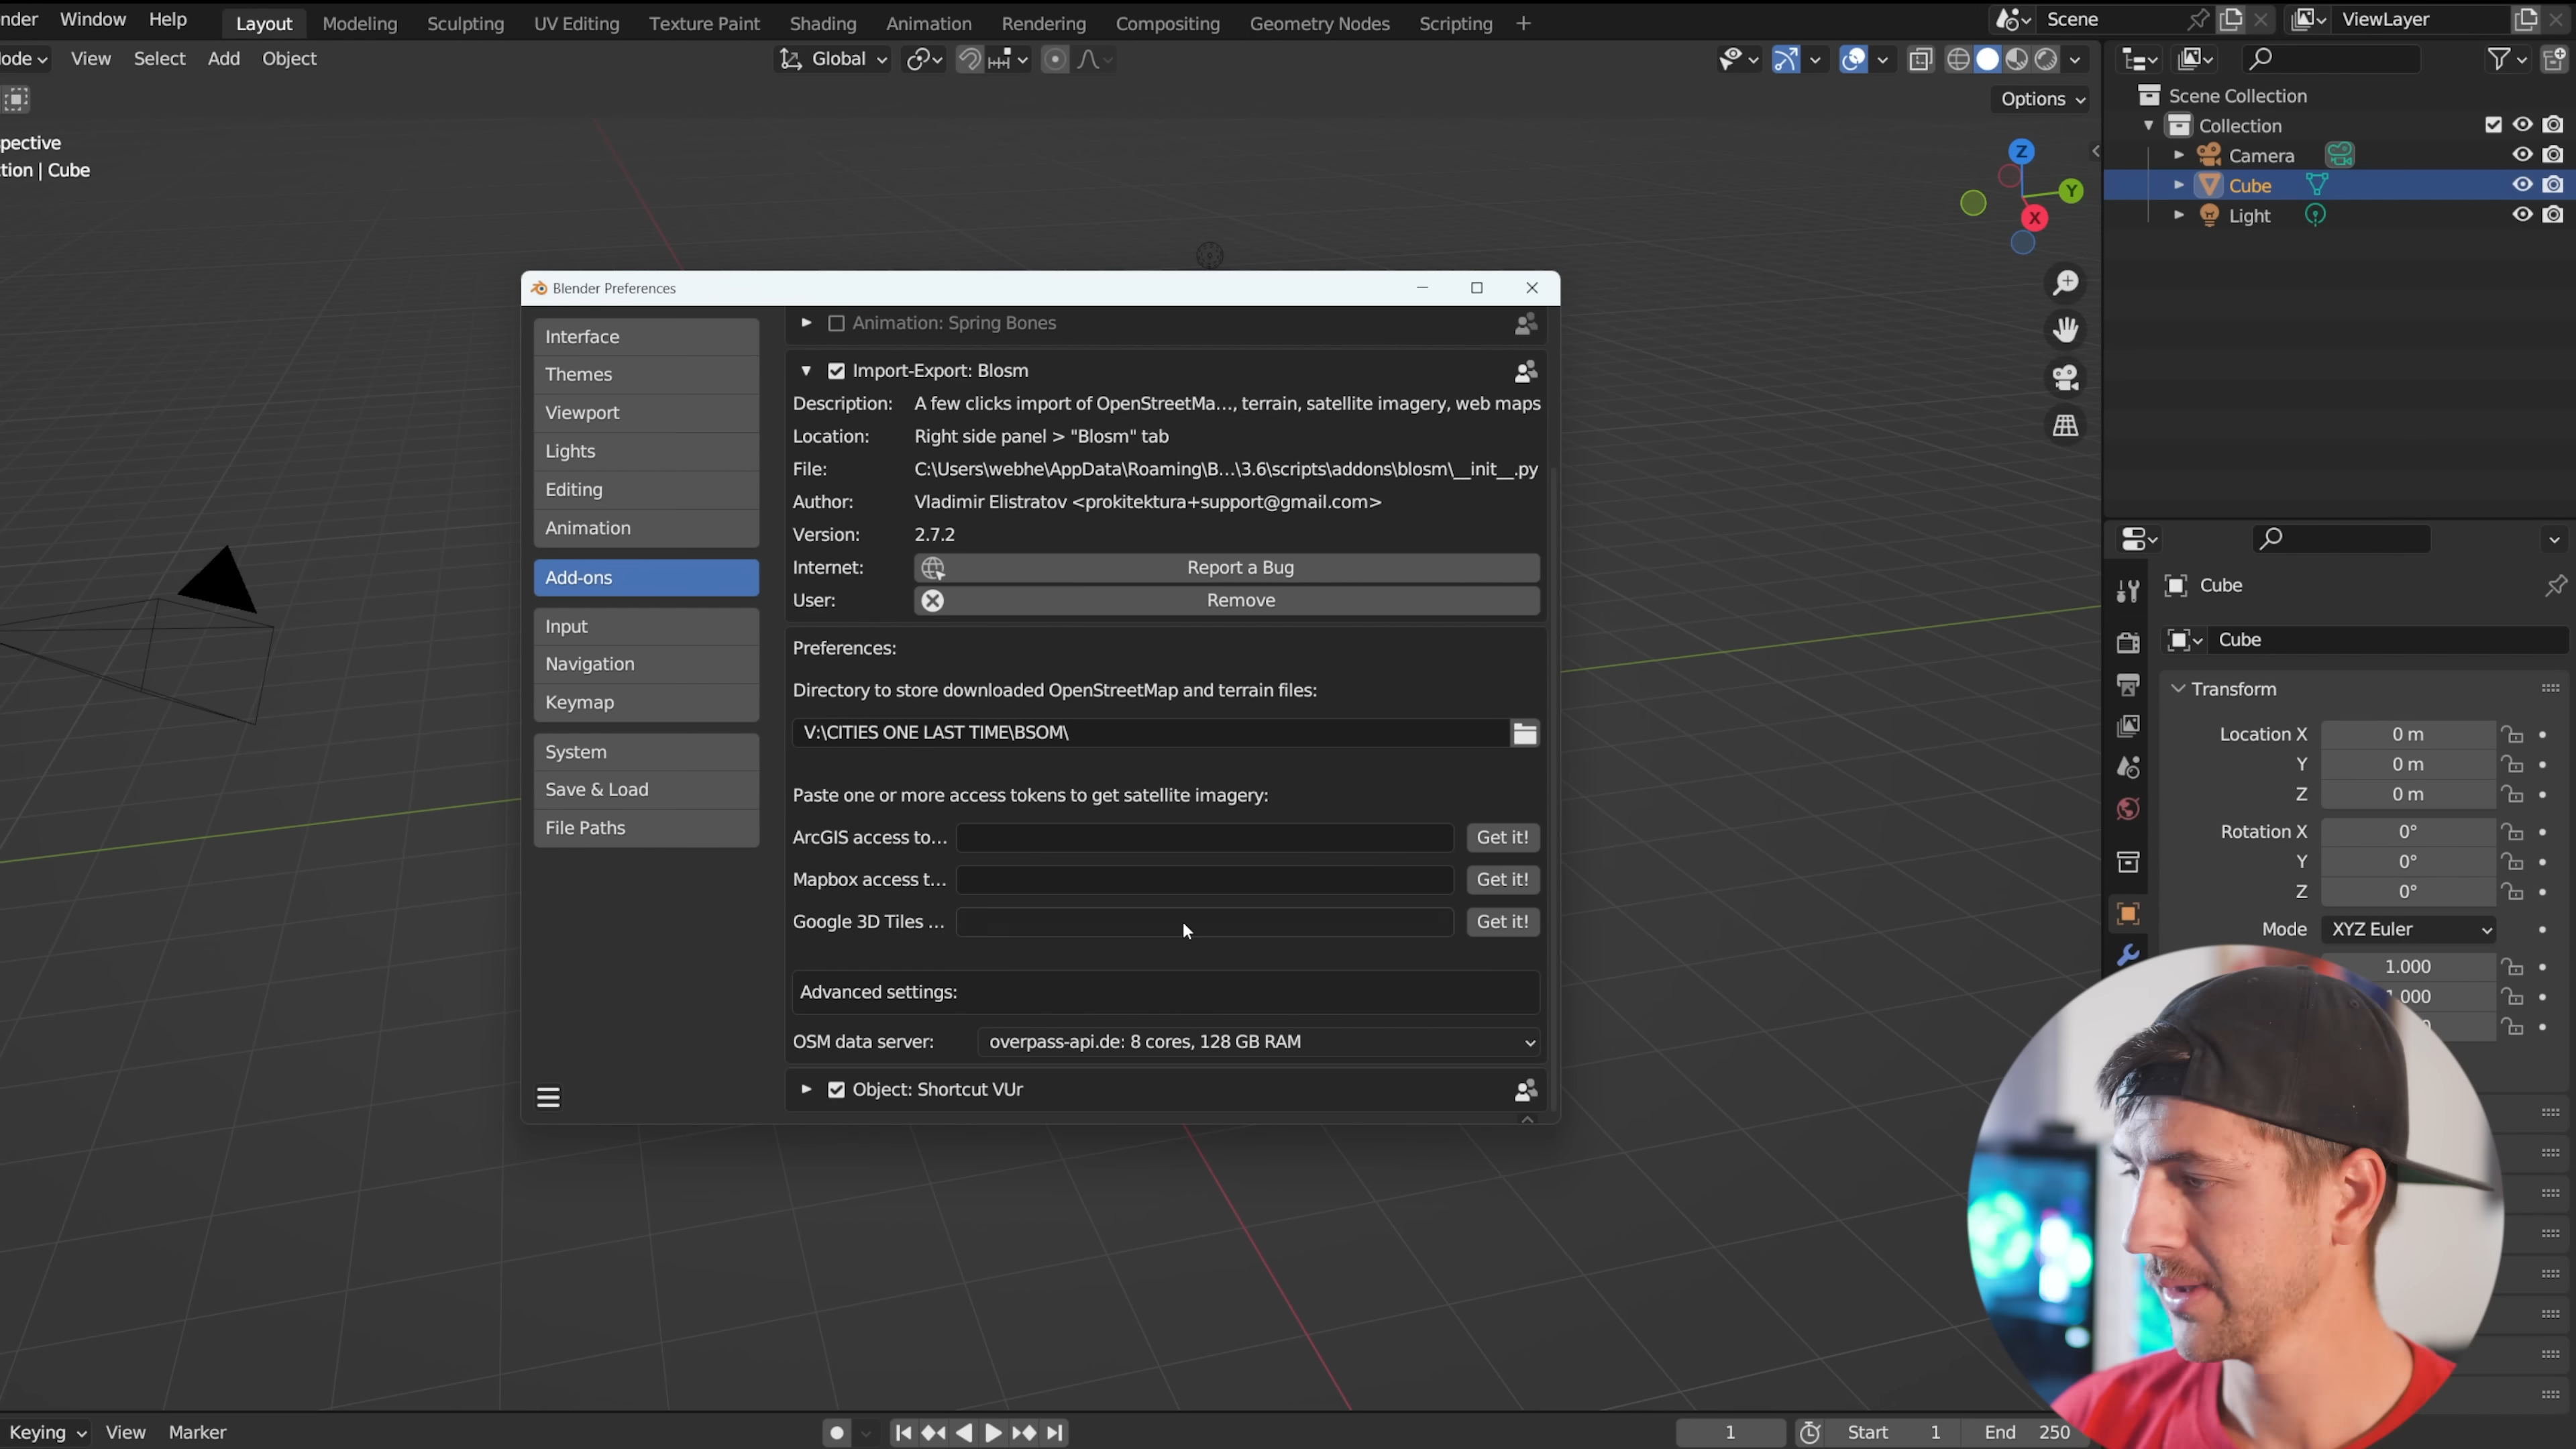 nder Window Help Layout Modeling Sculpting UV Editing Texture Paint Shading Animation Rendering Compositing Geometry Nodes Scripting + Scene ViewLayer
ode View Select Add Object Global
Options
pective
tion | Cube
Z
Y
X
Scene Collection
Collection
Camera
Cube
Light
Blender Preferences
Interface
Themes
Viewport
Lights
Editing
Animation
Add-ons
Input
Navigation
Keymap
System
Save & Load
File Paths
Animation: Spring Bones
Import-Export: Blosm
Description: A few clicks import of OpenStreetMa..., terrain, satellite imagery, web maps
Location: Right side panel > "Blosm" tab
File: C:\Users\webhe\AppData\Roaming\B...\3.6\scripts\addons\blosm\__init__.py
Author: Vladimir Elistratov <prokitektura+support@gmail.com>
Version: 2.7.2
Internet: Report a Bug
User: Remove
Preferences:
Directory to store downloaded OpenStreetMap and terrain files:
V:\CITIES ONE LAST TIME\BSOM\
Paste one or more access tokens to get satellite imagery:
ArcGIS access to... Get it!
Mapbox access t... Get it!
Google 3D Tiles ... Get it!
Advanced settings:
OSM data server: overpass-api.de: 8 cores, 128 GB RAM
Object: Shortcut VUr
Cube
Cube
Transform
Location X 0 m
Y 0 m
Z 0 m
Rotation X 0°
Y 0°
Z 0°
Mode XYZ Euler
1.000
1.000
Keying View Marker 1 Start 1 End 250